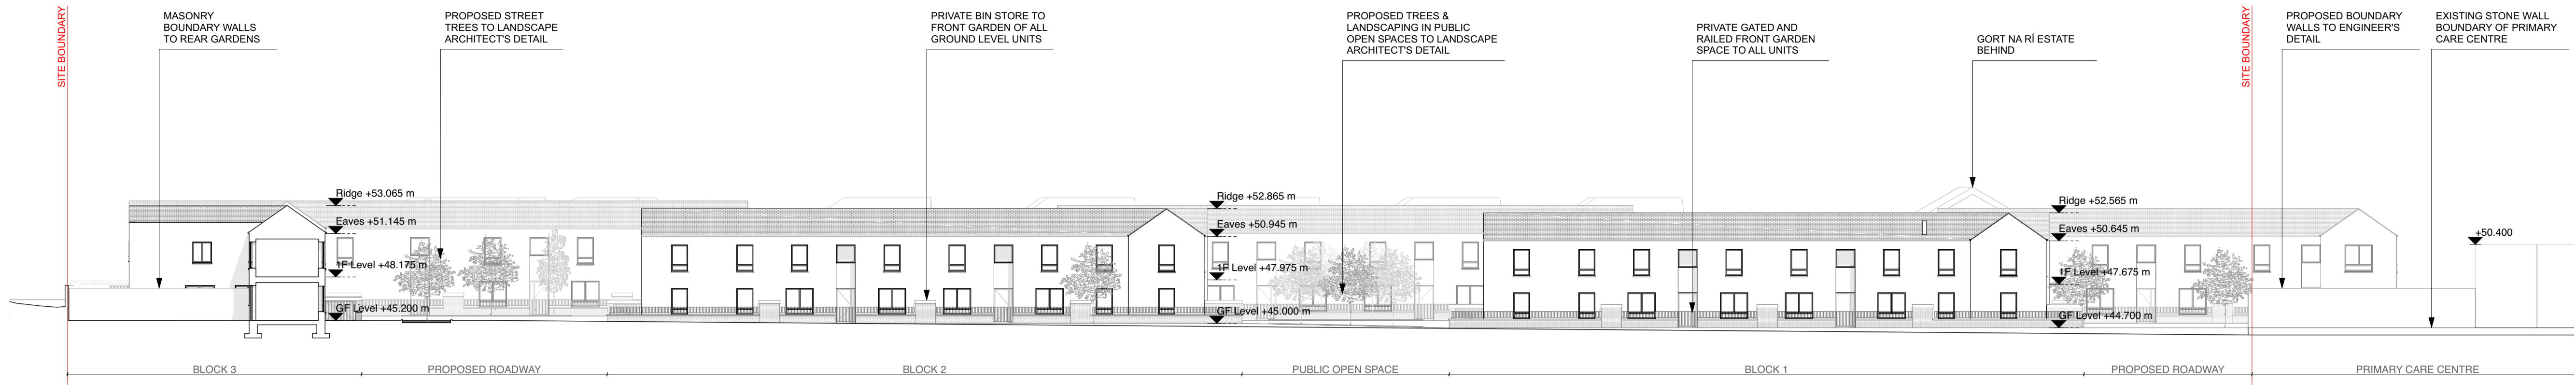 SITE BOUNDARY
MASONRY
BOUNDARY WALLS
TO REAR GARDENS
PROPOSED STREET
TREES TO LANDSCAPE
ARCHITECT'S DETAIL
PRIVATE BIN STORE TO
FRONT GARDEN OF ALL
GROUND LEVEL UNITS
PROPOSED TREES &
LANDSCAPING IN PUBLIC
OPEN SPACES TO LANDSCAPE
ARCHITECT'S DETAIL
PRIVATE GATED AND
RAILED FRONT GARDEN
SPACE TO ALL UNITS
GORT NA RÍ ESTATE
BEHIND
SITE BOUNDARY
PROPOSED BOUNDARY
WALLS TO ENGINEER'S
DETAIL
EXISTING STONE WALL
BOUNDARY OF PRIMARY
CARE CENTRE
Ridge +53.065 m
Eaves +51.145 m
1F Level +48.175 m
GF Level +45.200 m
Ridge +52.865 m
Eaves +50.945 m
1F Level +47.975 m
GF Level +45.000 m
Ridge +52.565 m
Eaves +50.645 m
1F Level +47.675 m
GF Level +44.700 m
+50.400
BLOCK 3
PROPOSED ROADWAY
BLOCK 2
PUBLIC OPEN SPACE
BLOCK 1
PROPOSED ROADWAY
PRIMARY CARE CENTRE